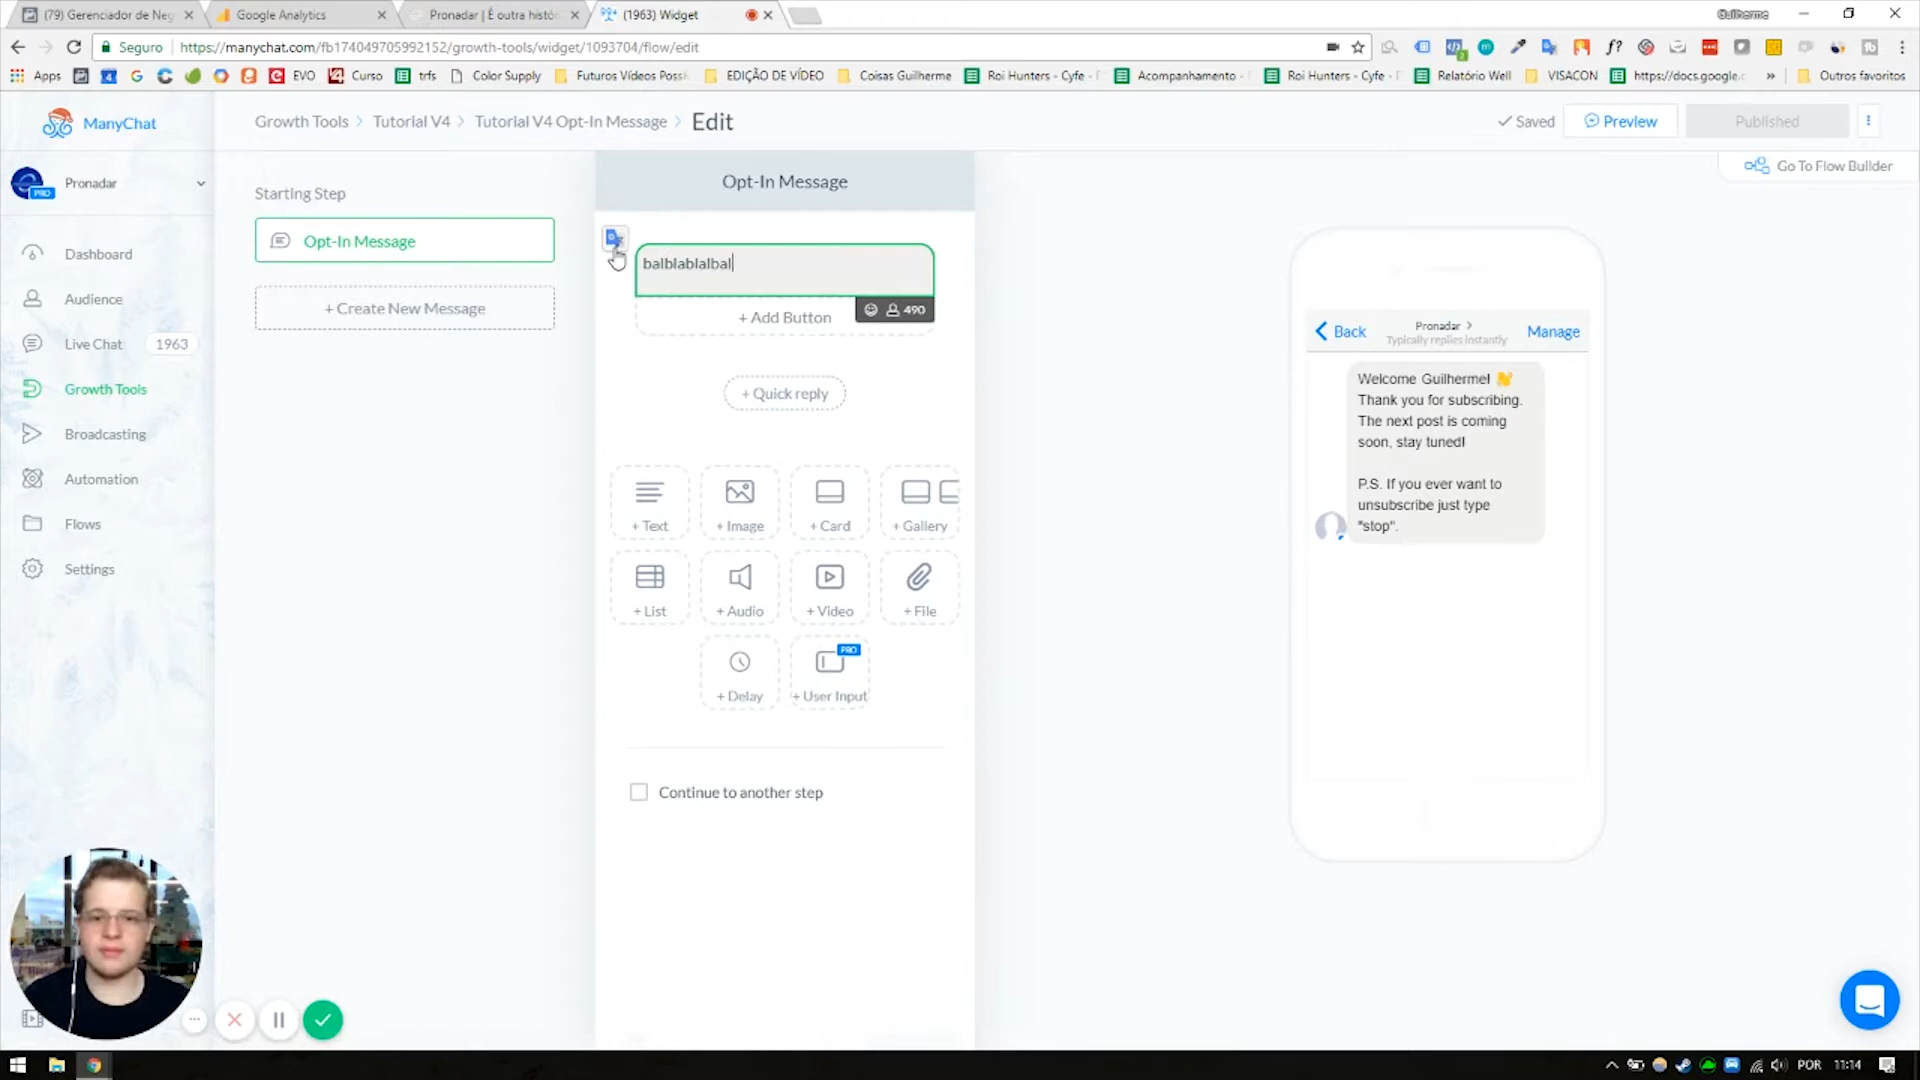 (79) Gerenciador de Neg
Google Analytics
Pronadar | É outra histó
(1963) Widget
Guilherme
Seguro
https://manychat.com/fb174049705992152/growth-tools/widget/1093704/flow/edit
Apps
EVO
Curso
trfs
Color Supply
Futuros Vídeos Poss
EDIÇÃO DE VÍDEO
Coisas Guilherme
Roi Hunters - Cyfe -
Acompanhamento -
Roi Hunters - Cyfe -
Relatório Well
VISACON
https://docs.google.c
Outros favoritos
ManyChat
Growth Tools > Tutorial V4 > Tutorial V4 Opt-In Message > Edit
Saved
Preview
Published
Go To Flow Builder
Pronadar
PRO
Dashboard
Audience
Live Chat 1963
Growth Tools
Broadcasting
Automation
Flows
Settings
Starting Step
Opt-In Message
+ Create New Message
Opt-In Message
balblablalbal
490
+ Add Button
+ Quick reply
+ Text
+ Image
+ Card
+ Gallery
+ List
+ Audio
+ Video
+ File
+ Delay
PRO
+ User Input
Continue to another step
Back
Pronadar >
Typically replies instantly
Manage
Welcome Guilherme! 👋
Thank you for subscribing.
The next post is coming
soon, stay tuned!
P.S. If you ever want to
unsubscribe just type
"stop".
POR
11:14